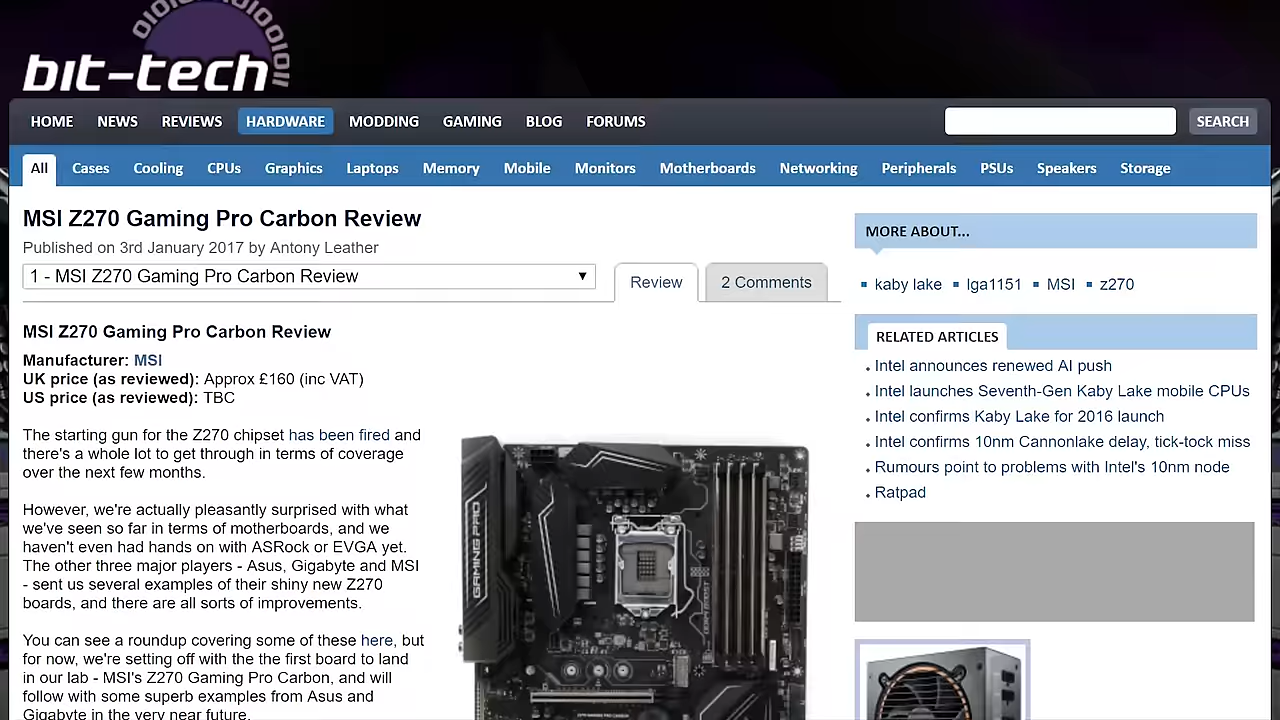 bit-tech
HOME NEWS REVIEWS HARDWARE MODDING GAMING BLOG FORUMS SEARCH
All Cases Cooling CPUs Graphics Laptops Memory Mobile Monitors Motherboards Networking Peripherals PSUs Speakers Storage
MSI Z270 Gaming Pro Carbon Review
Published on 3rd January 2017 by Antony Leather
1 - MSI Z270 Gaming Pro Carbon Review
Review
2 Comments
MSI Z270 Gaming Pro Carbon Review
Manufacturer: MSI
UK price (as reviewed): Approx £160 (inc VAT)
US price (as reviewed): TBC
The starting gun for the Z270 chipset has been fired and
there's a whole lot to get through in terms of coverage
over the next few months.
However, we're actually pleasantly surprised with what
we've seen so far in terms of motherboards, and we
haven't even had hands on with ASRock or EVGA yet.
The other three major players - Asus, Gigabyte and MSI
- sent us several examples of their shiny new Z270
boards, and there are all sorts of improvements.
You can see a roundup covering some of these here, but
for now, we're setting off with the the first board to land
in our lab - MSI's Z270 Gaming Pro Carbon, and will
follow with some superb examples from Asus and
Gigabyte in the very near future.
GAMING PRO
MORE ABOUT...
kaby lake lga1151 MSI z270
RELATED ARTICLES
Intel announces renewed AI push
Intel launches Seventh-Gen Kaby Lake mobile CPUs
Intel confirms Kaby Lake for 2016 launch
Intel confirms 10nm Cannonlake delay, tick-tock miss
Rumours point to problems with Intel's 10nm node
Ratpad